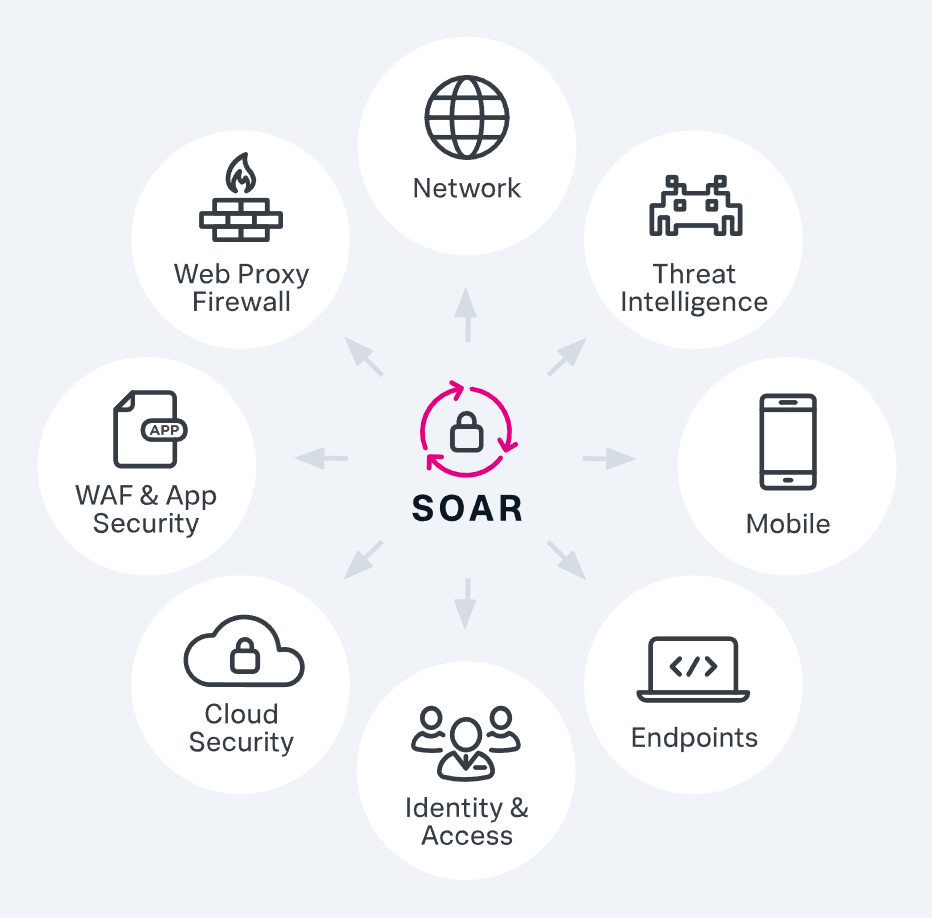 Network
Threat
Intelligence
Mobile
Endpoints
Identity &
Access
Cloud
Security
WAF & App
Security
APP
Web Proxy
Firewall
SOAR
</>